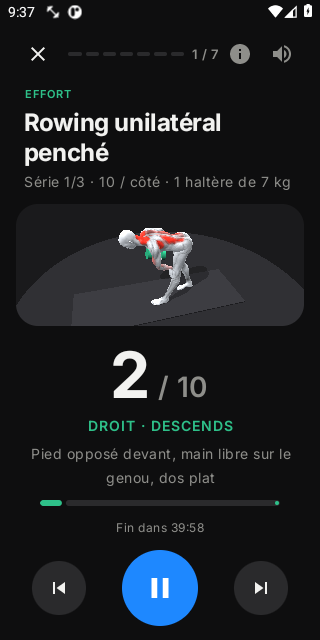 9:37
1 / 7
EFFORT
Rowing unilatéral
penché
Série 1/3 · 10 / côté · 1 haltère de 7 kg
2 / 10
DROIT · DESCENDS
Pied opposé devant, main libre sur le
genou, dos plat
Fin dans 39:58